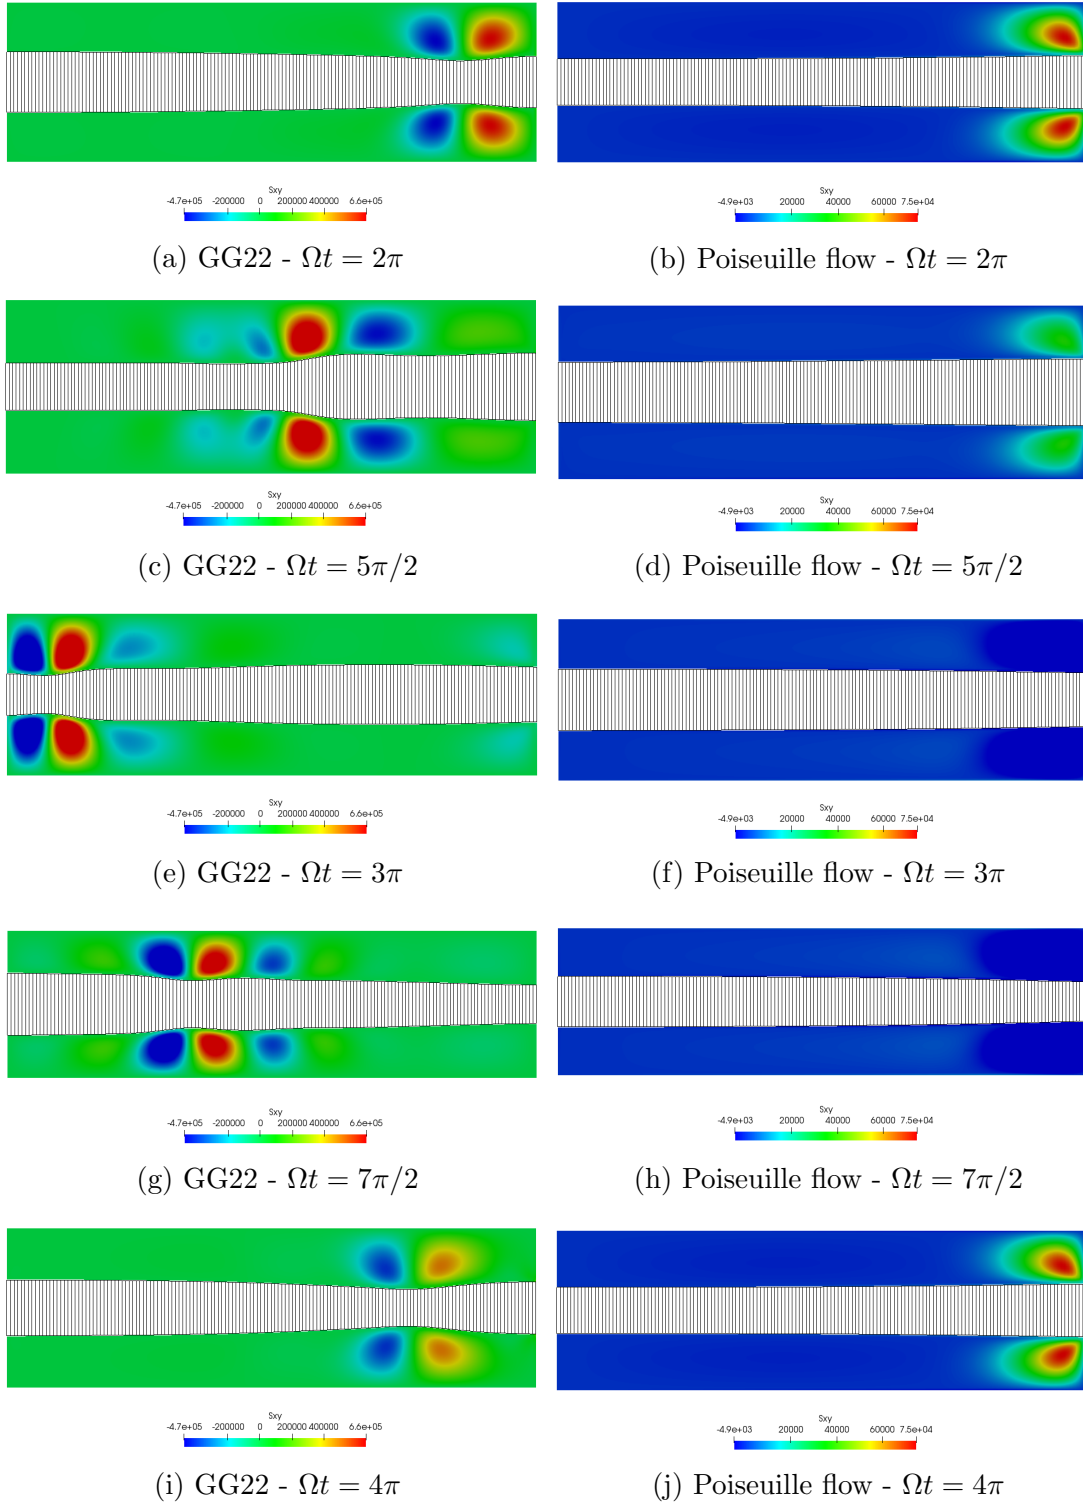 Sxy Sxy
-4.7e+05 -200000 0 200000 400000 6.6e+05 -4.9e+03 20000 40000 60000 7.5e+04
(a) GG22 - Ωt = 2π (b) Poiseuille flow - Ωt = 2π
Sxy Sxy
-4.7e+05 -200000 0 200000 400000 6.6e+05 -4.9e+03 20000 40000 60000 7.5e+04
(c) GG22 - Ωt = 5π/2 (d) Poiseuille flow - Ωt = 5π/2
Sxy Sxy
-4.7e+05 -200000 0 200000 400000 6.6e+05 -4.9e+03 20000 40000 60000 7.5e+04
(e) GG22 - Ωt = 3π (f) Poiseuille flow - Ωt = 3π
Sxy Sxy
-4.7e+05 -200000 0 200000 400000 6.6e+05 -4.9e+03 20000 40000 60000 7.5e+04
(g) GG22 - Ωt = 7π/2 (h) Poiseuille flow - Ωt = 7π/2
Sxy Sxy
-4.7e+05 -200000 0 200000 400000 6.6e+05 -4.9e+03 20000 40000 60000 7.5e+04
(i) GG22 - Ωt = 4π (j) Poiseuille flow - Ωt = 4π